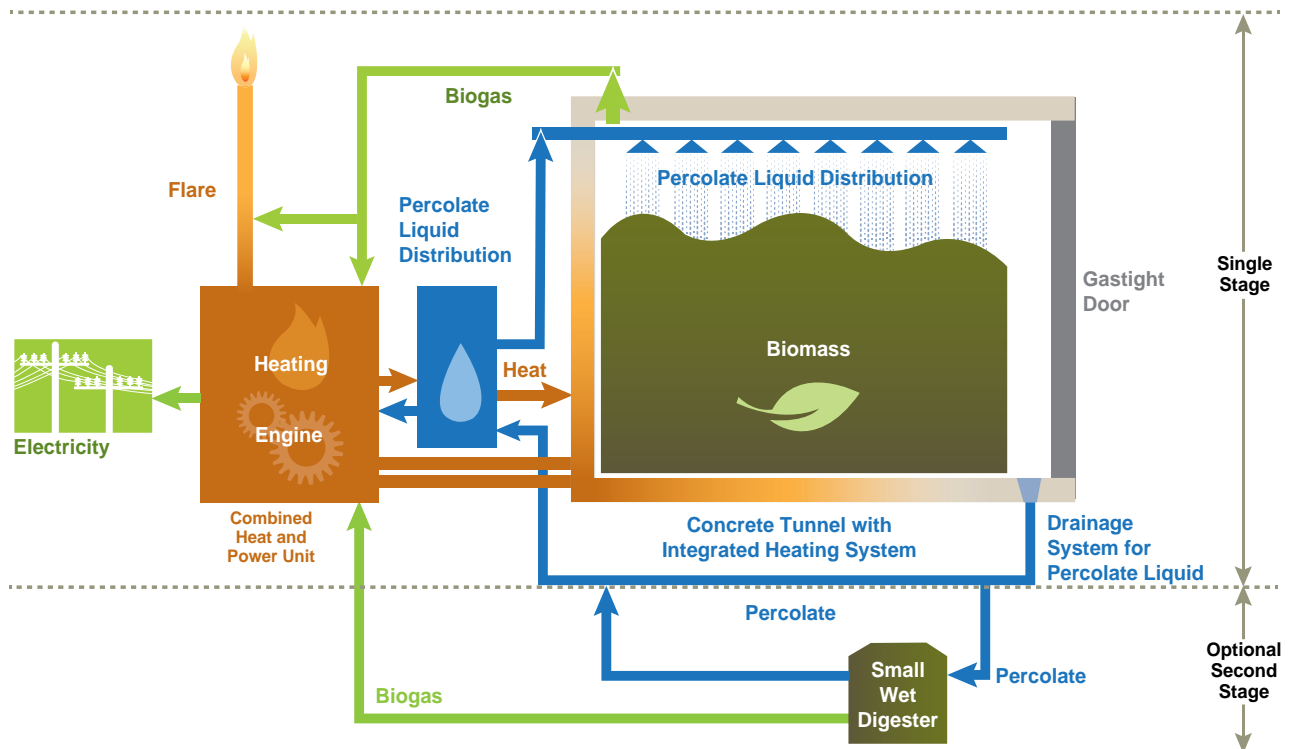 Biogas
Flare
Percolate
Liquid
Distribution
Percolate Liquid Distribution
Single
Stage
Gastight
Door
Biomass
Heating
Heat
Engine
Electricity
Combined
Heat and
Power Unit
Concrete Tunnel with
Integrated Heating System
Drainage
System for
Percolate Liquid
Percolate
Optional
Second
Stage
Small
Wet
Digester
Percolate
Biogas